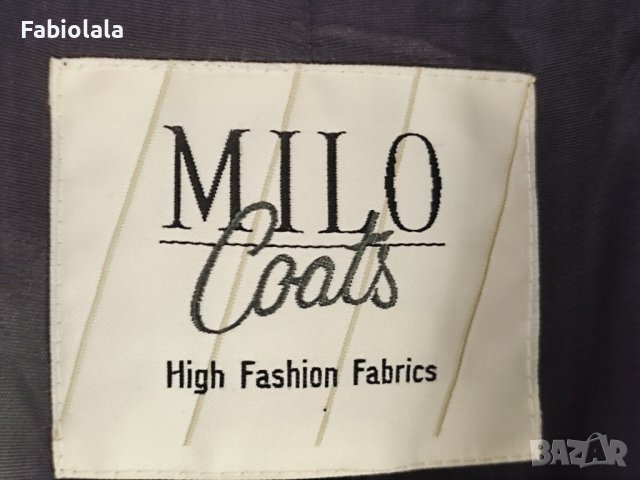 Fabiolala
MILO
Coats
High Fashion Fabrics
BAZAR